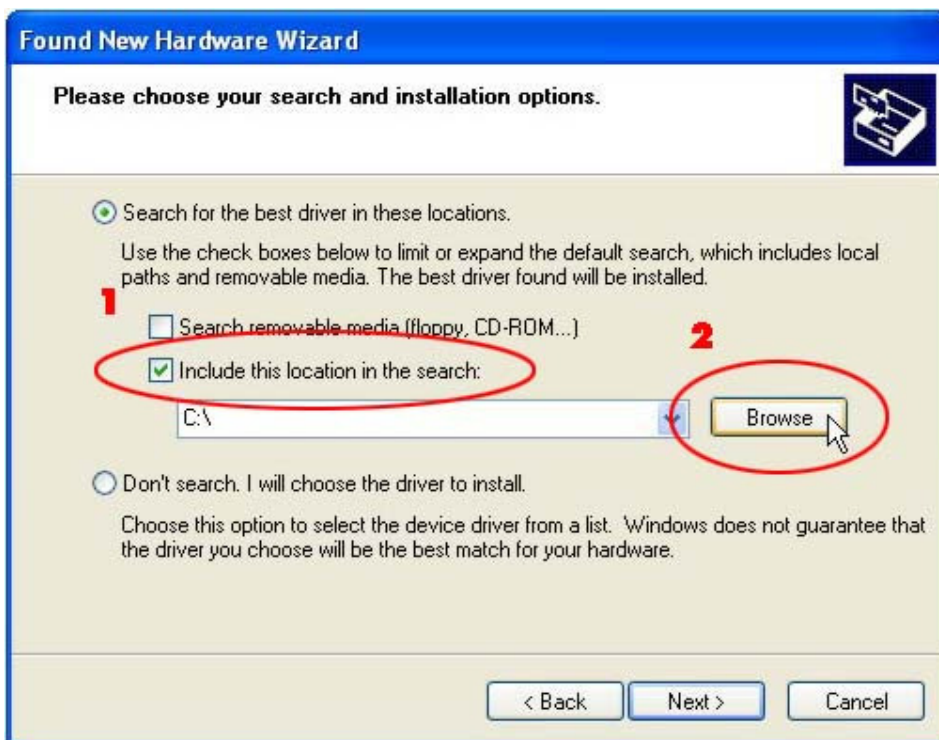 Found New Hardware Wizard
Please choose your search and installation options.
Search for the best driver in these locations.
Use the check boxes below to limit or expand the default search, which includes local
paths and removable media. The best driver found will be installed.
1
Search removable media (floppy, CD-ROM...)
2
Include this location in the search:
C:\
Browse
Don't search. I will choose the driver to install.
Choose this option to select the device driver from a list. Windows does not guarantee that
the driver you choose will be the best match for your hardware.
< Back
Next >
Cancel